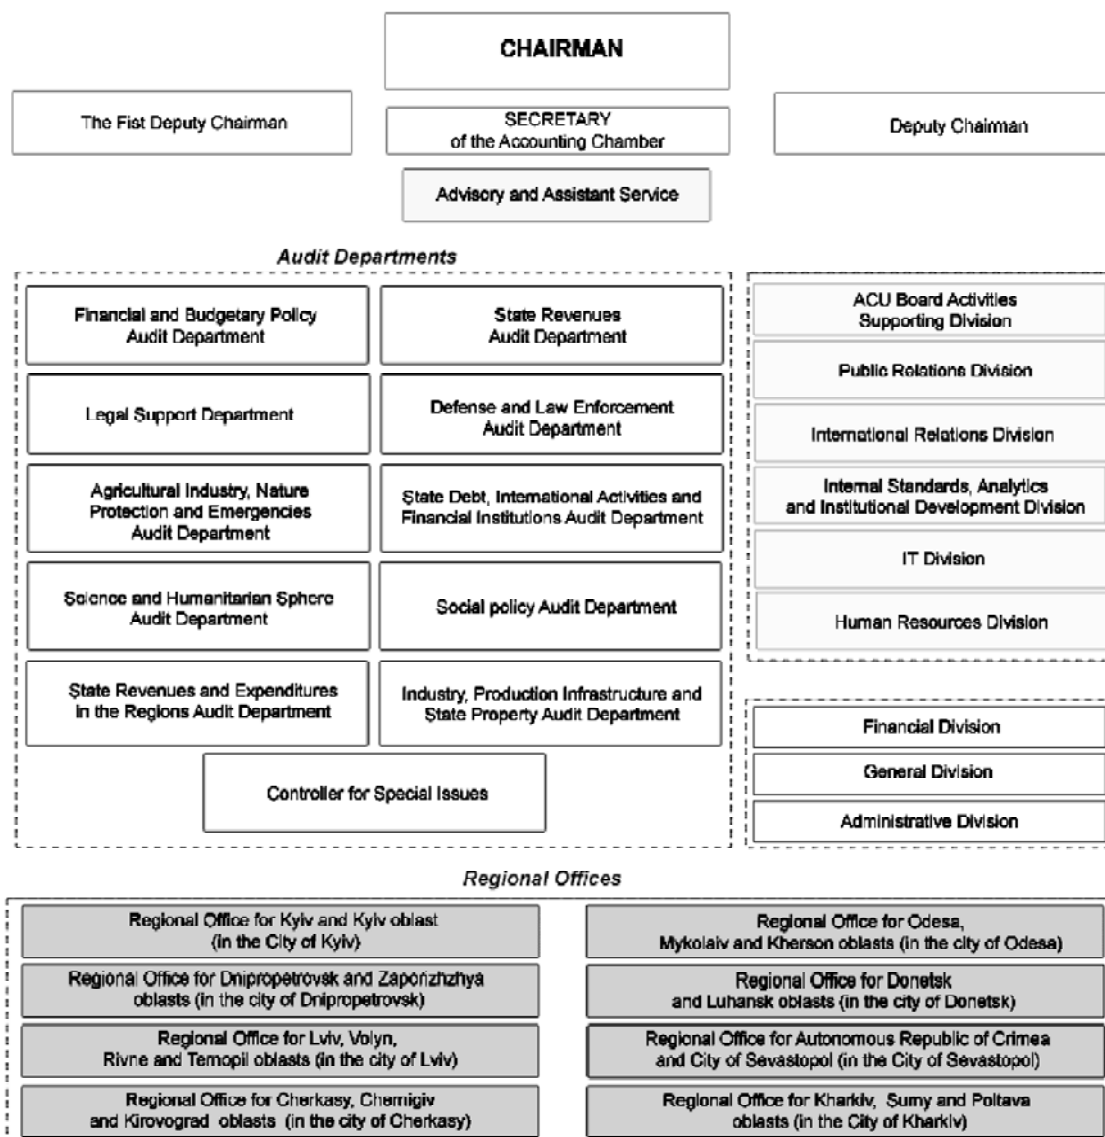 CHAIRMAN
The Fist Deputy Chairman
SECRETARY
of the Accounting Chamber
Deputy Chairman
Advisory and Assistant Service
Audit Departments
Financial and Budgetary Policy
Audit Department
State Revenues
Audit Department
Legal Support Department
Defense and Law Enforcement
Audit Department
Agricultural Industry, Nature
Protection and Emergencies
Audit Department
State Debt, International Activities and
Financial Institutions Audit Department
Science and Humanitarian Sphere
Audit Department
Social policy Audit Department
State Revenues and Expenditures
in the Regions Audit Department
Industry, Production Infrastructure and
State Property Audit Department
Controller for Special Issues
ACU Board Activities
Supporting Division
Public Relations Division
International Relations Division
Internal Standards, Analytics
and Institutional Development Division
IT Division
Human Resources Division
Financial Division
General Division
Administrative Division
Regional Offices
Regional Office for Kyiv and Kyiv oblast
(in the City of Kyiv)
Regional Office for Odesa,
Mykolaiv and Kherson oblasts (in the city of Odesa)
Regional Office for Dnipropetrovsk and Zaporizhzhya
oblasts (in the city of Dnipropetrovsk)
Regional Office for Donetsk
and Luhansk oblasts (in the city of Donetsk)
Regional Office for Lviv, Volyn,
Rivne and Ternopil oblasts (in the city of Lviv)
Regional Office for Autonomous Republic of Crimea
and City of Sevastopol (in the City of Sevastopol)
Regional Office for Cherkasy, Chernigiv
and Kirovograd oblasts (in the city of Cherkasy)
Regional Office for Kharkiv, Sumy and Poltava
oblasts (in the City of Kharkiv)